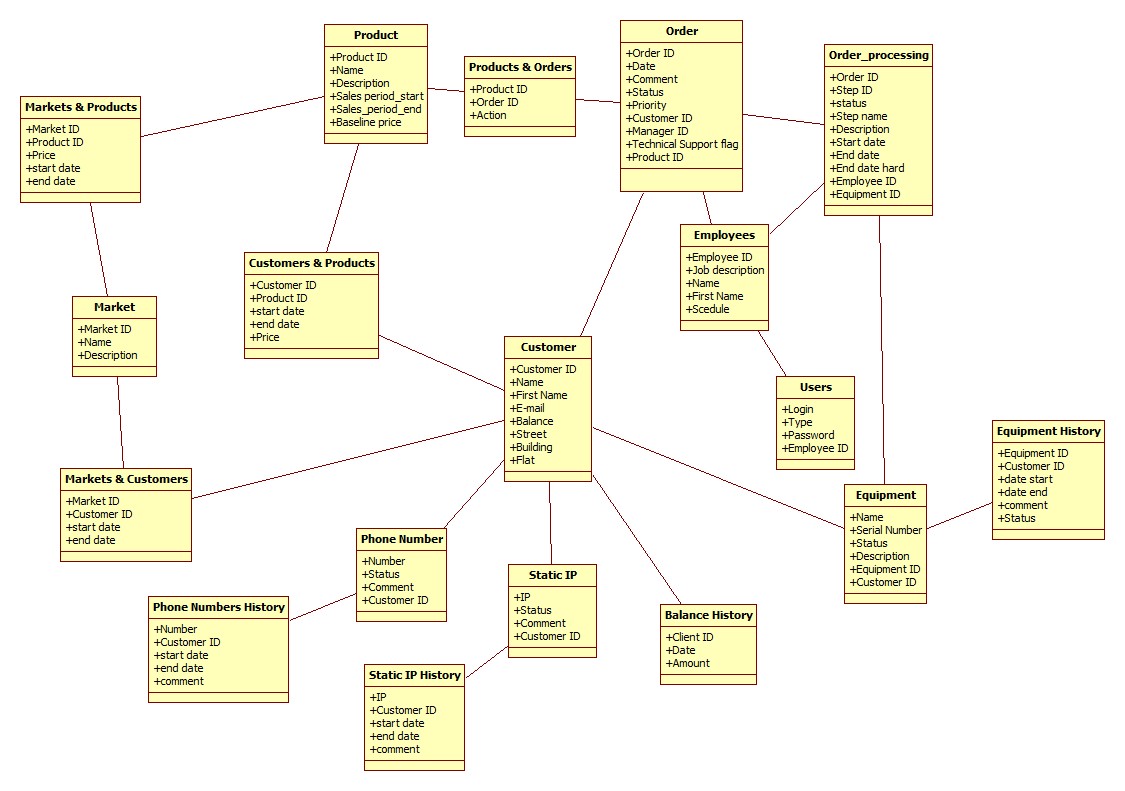 Product
+Product ID
+Name
+Description
+Sales period_start
+Sales_period_end
+Baseline price
Products & Orders
+Product ID
+Order ID
+Action
Order
+Order ID
+Date
+Comment
+Status
+Priority
+Customer ID
+Manager ID
+Technical Support flag
+Product ID
Order_processing
+Order ID
+Step ID
+status
+Step name
+Description
+Start date
+End date
+End date hard
+Employee ID
+Equipment ID
Markets & Products
+Market ID
+Product ID
+Price
+start date
+end date
Employees
+Employee ID
+Job description
+Name
+First Name
+Scedule
Customers & Products
+Customer ID
+Product ID
+start date
+end date
+Price
Market
+Market ID
+Name
+Description
Customer
+Customer ID
+Name
+First Name
+E-mail
+Balance
+Street
+Building
+Flat
Users
+Login
+Type
+Password
+Employee ID
Equipment History
+Equipment ID
+Customer ID
+date start
+date end
+comment
+Status
Markets & Customers
+Market ID
+Customer ID
+start date
+end date
Equipment
+Name
+Serial Number
+Status
+Description
+Equipment ID
+Customer ID
Phone Number
+Number
+Status
+Comment
+Customer ID
Static IP
+IP
+Status
+Comment
+Customer ID
Phone Numbers History
+Number
+Customer ID
+start date
+end date
+comment
Balance History
+Client ID
+Date
+Amount
Static IP History
+IP
+Customer ID
+start date
+end date
+comment